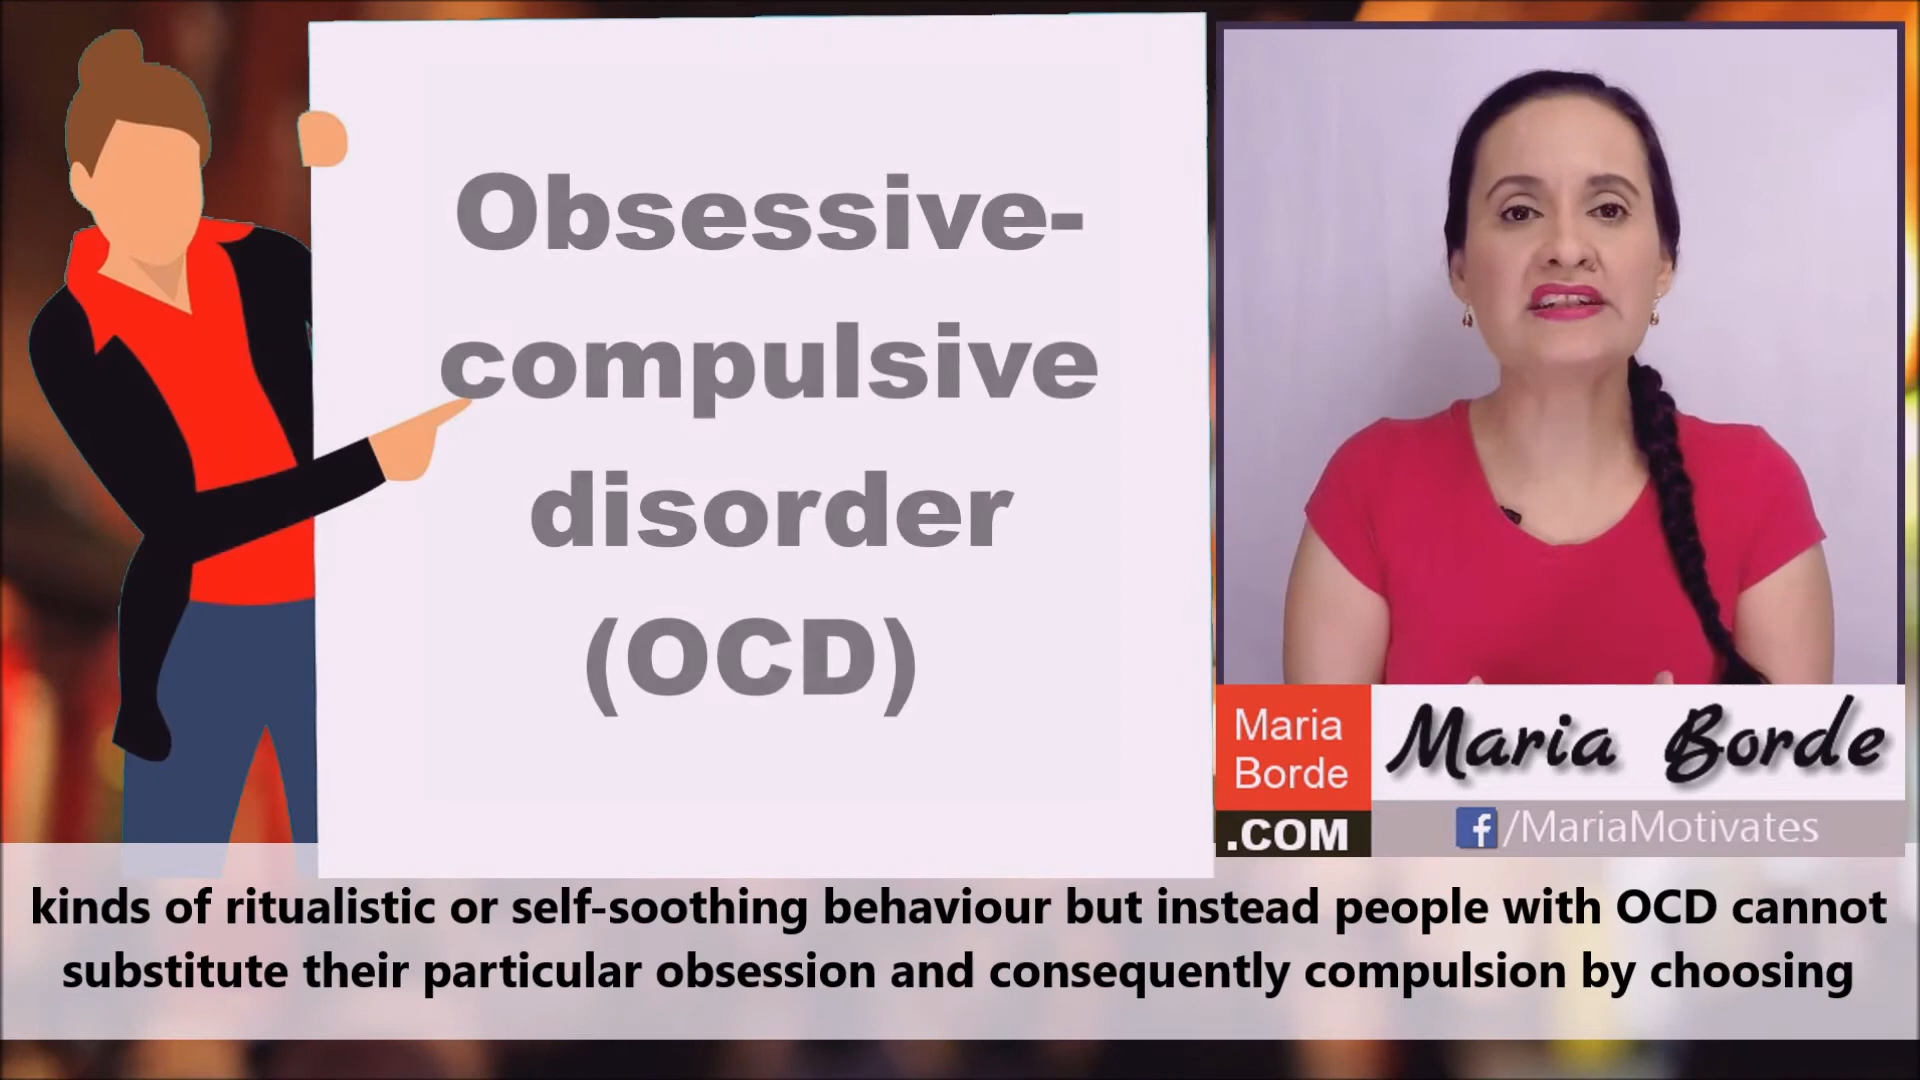 Obsessive-
compulsive
disorder
(OCD)
Maria
Borde
.COM
Maria Borde
f/MariaMotivates
kinds of ritualistic or self-soothing behaviour but instead people with OCD cannot
substitute their particular obsession and consequently compulsion by choosing